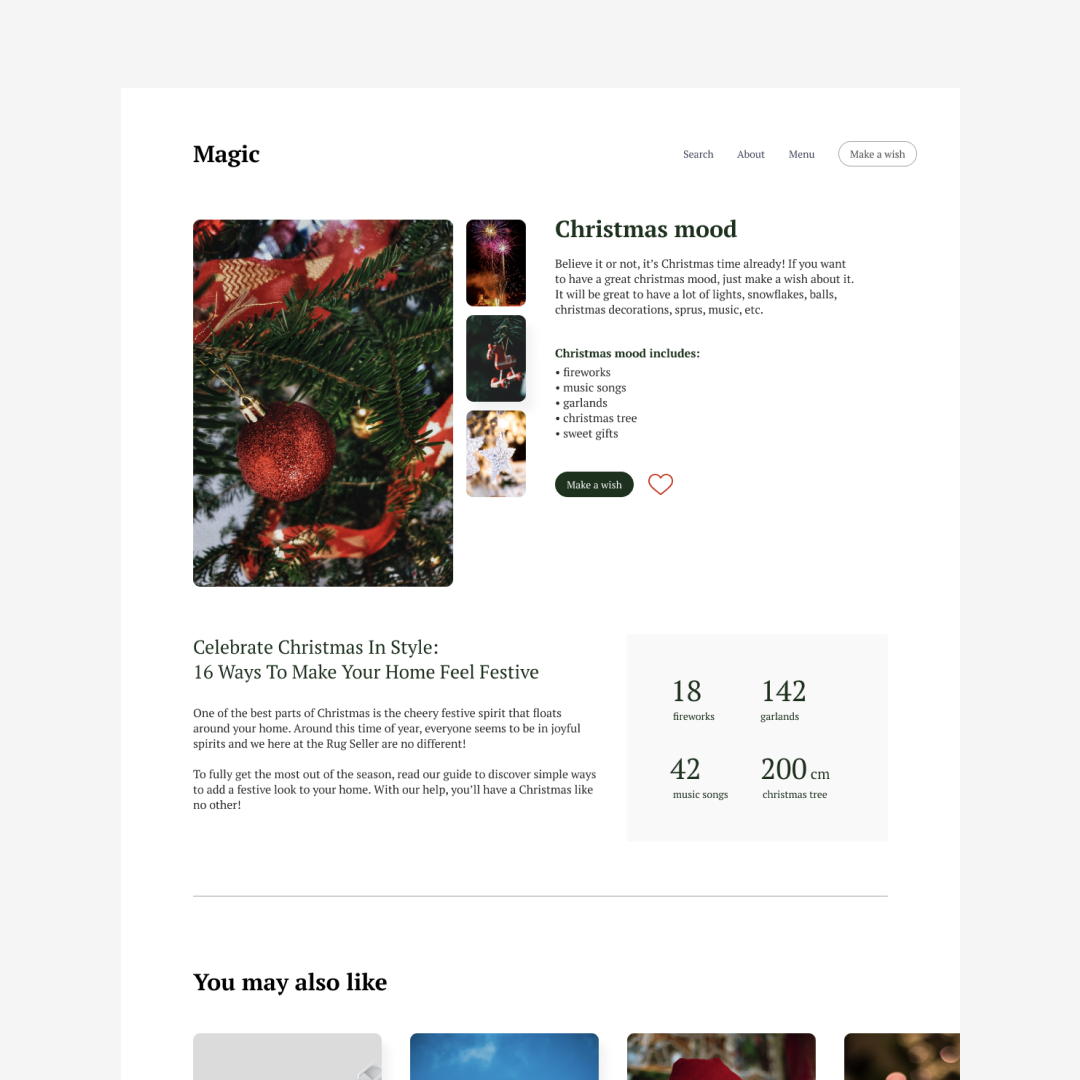 Magic
Search
About
Menu
Make a wish
Christmas mood
Believe it or not, it's Christmas time already! If you want
to have a great christmas mood, just make a wish about it.
It will be great to have a lot of lights, snowflakes, balls,
christmas decorations, sprus, music, etc.
Christmas mood includes:
• fireworks
• music songs
• garlands
• christmas tree
• sweet gifts
Make a wish
Celebrate Christmas In Style:
16 Ways To Make Your Home Feel Festive
One of the best parts of Christmas is the cheery festive spirit that floats
around your home. Around this time of year, everyone seems to be in joyful
spirits and we here at the Rug Seller are no different!
To fully get the most out of the season, read our guide to discover simple ways
to add a festive look to your home. With our help, you'll have a Christmas like
no other!
18
fireworks
142
garlands
42
music songs
200 cm
christmas tree
You may also like